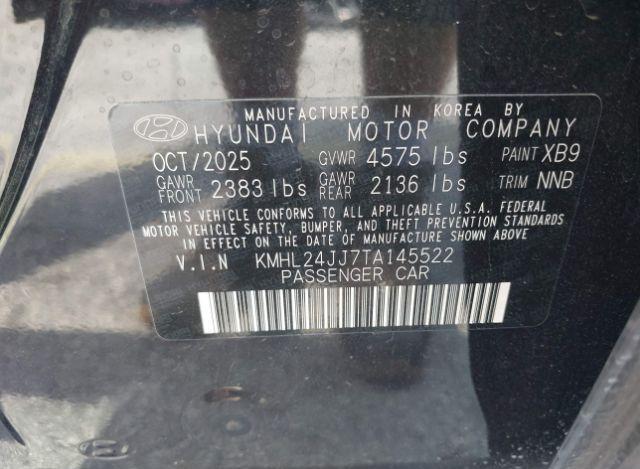 MANUFACTURED IN KOREA BY
HYUNDAI MOTOR COMPANY
OCT/2025 GVWR 4575 lbs PAINT XB9
GAWR FRONT 2383 lbs GAWR REAR 2136 lbs TRIM NNB
THIS VEHICLE CONFORMS TO ALL APPLICABLE U.S.A. FEDERAL
MOTOR VEHICLE SAFETY, BUMPER, AND THEFT PREVENTION STANDARDS
IN EFFECT ON THE DATE OF MANUFACTURE SHOWN ABOVE
V.I.N KMHL24JJ7TA145522
PASSENGER CAR